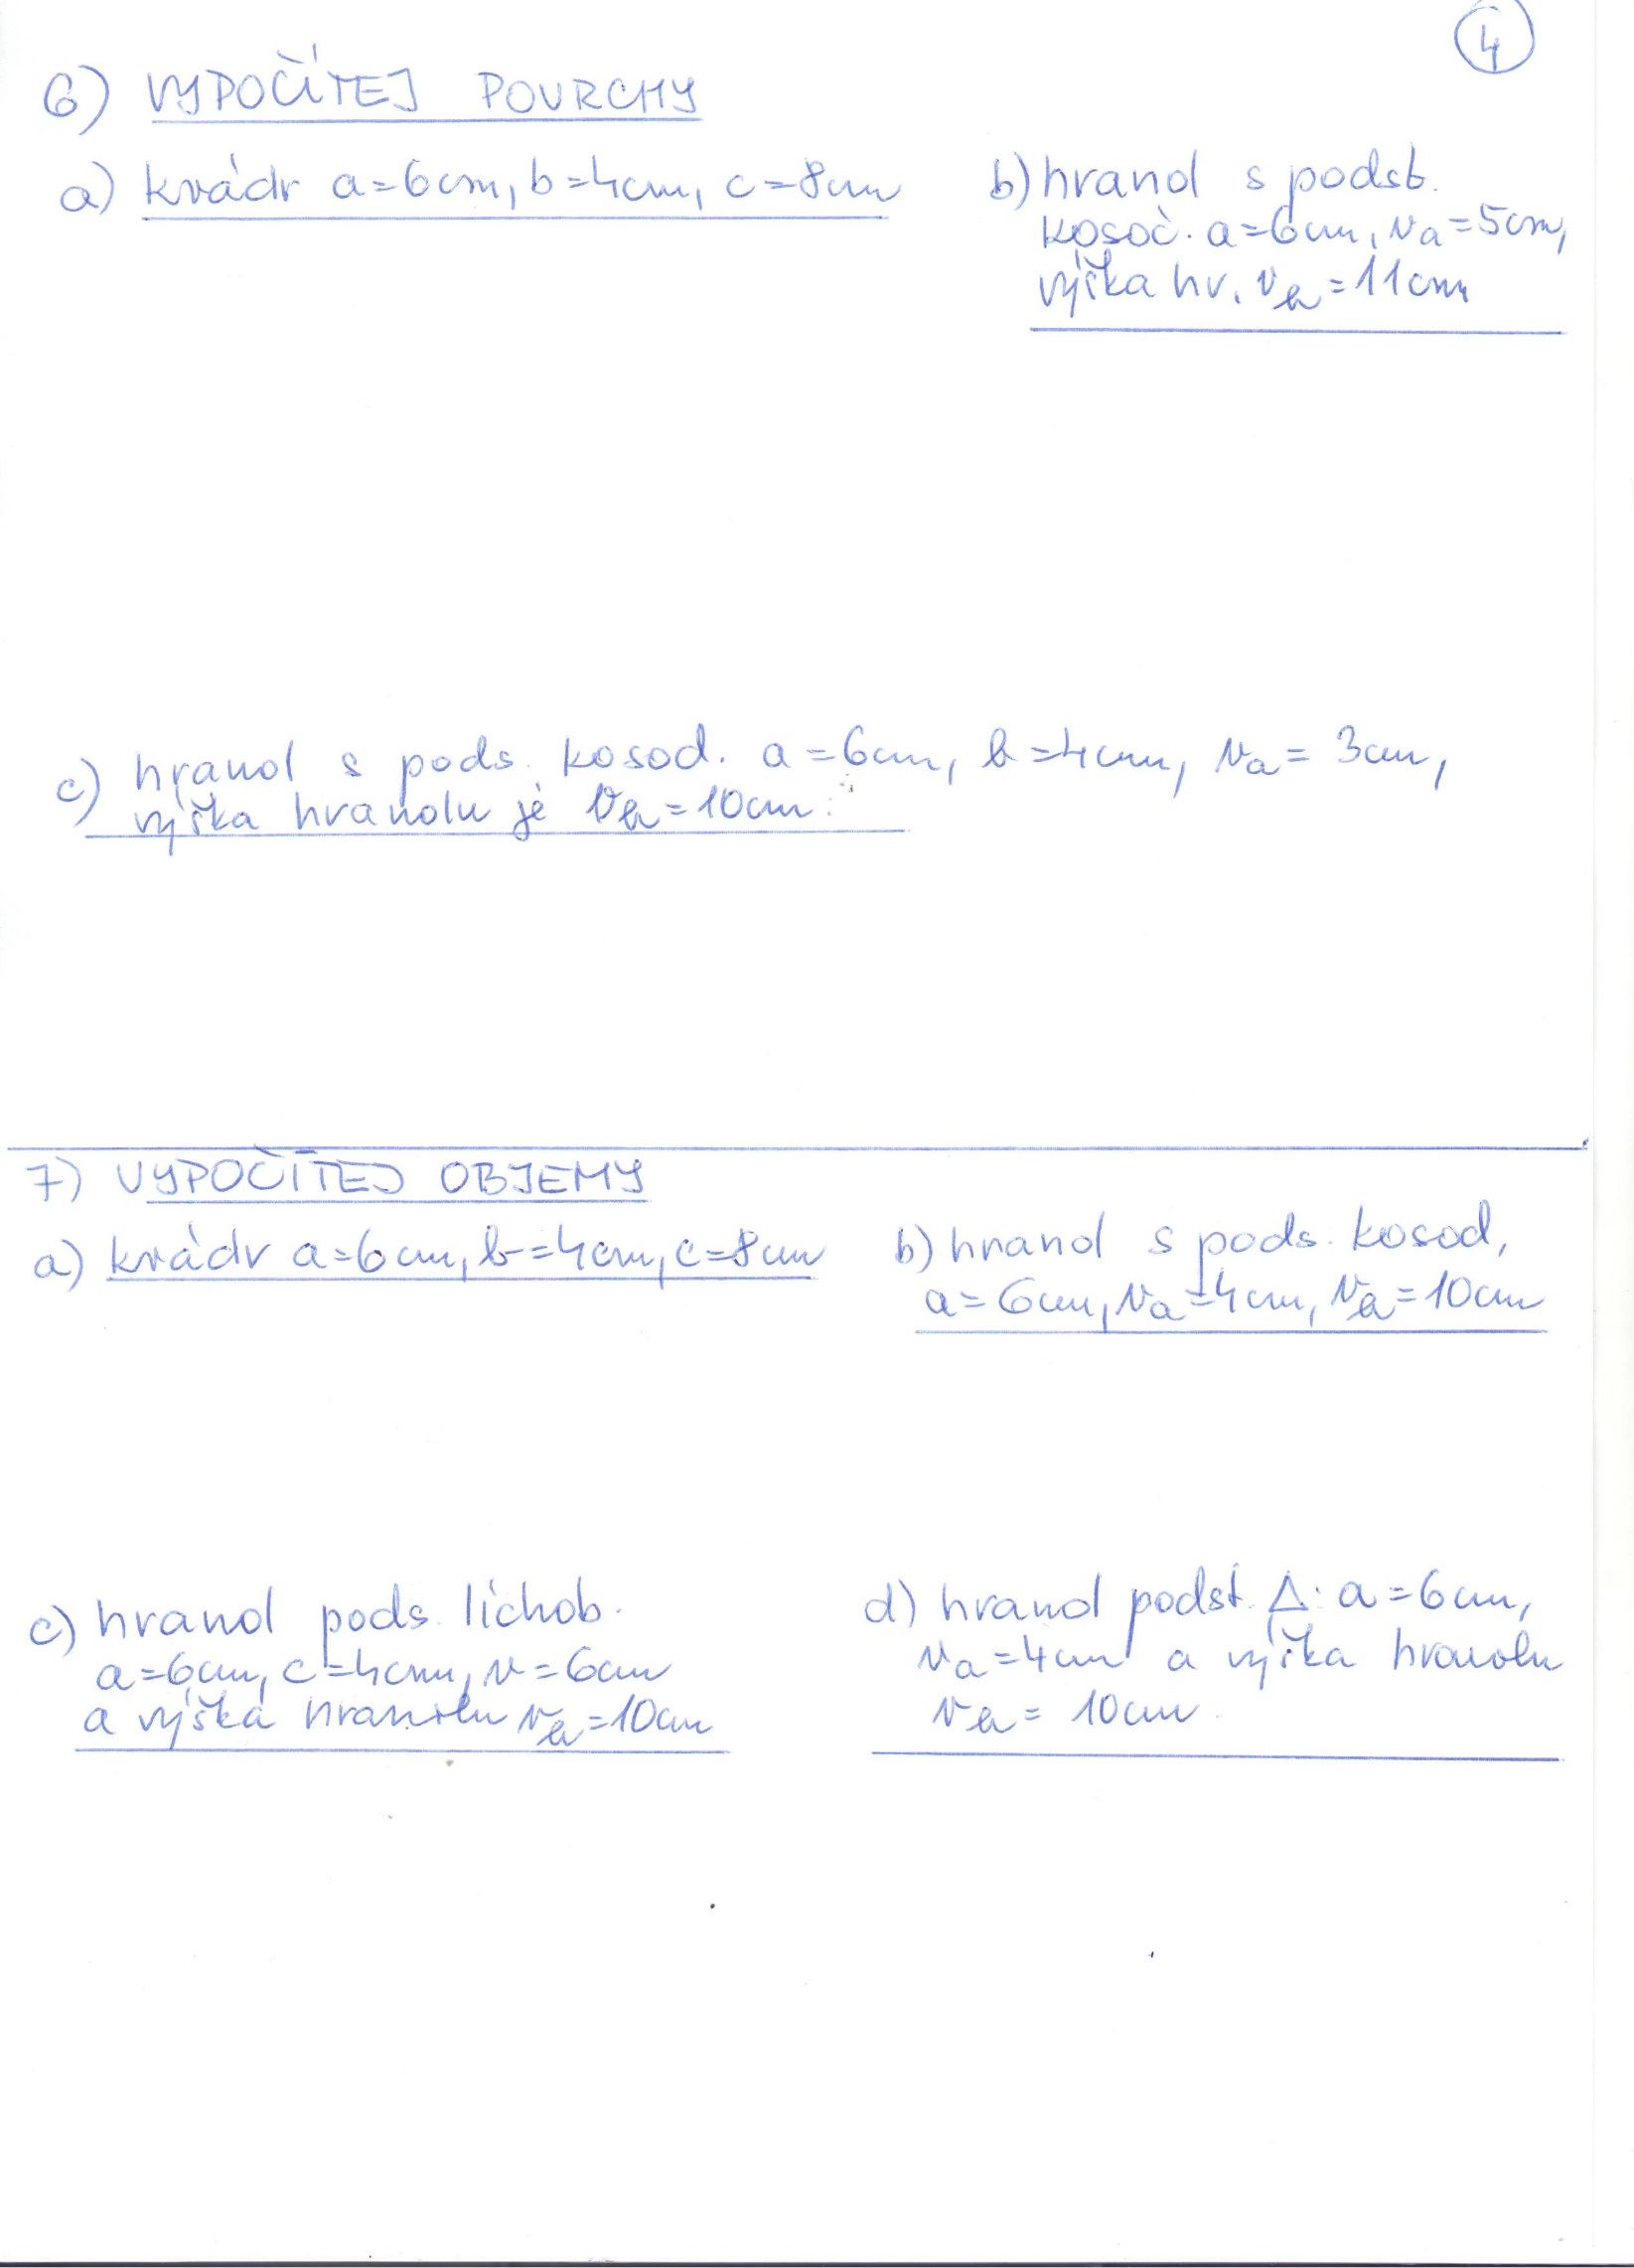 4
6) VYPOČÍTEJ POVRCHY
a) kvádr a=6cm, b=4cm, c=8cm
b) hranol s podst.
kosoč. a=6cm, va=5cm,
výška hr. vh=11cm
c) hranol s pods. kosod. a=6cm, b=4cm, va=3cm,
výška hranolu je vh=10cm.
7) VYPOČÍTEJ OBJEMY
a) kvádr a=6cm, b=4cm, c=8cm
b) hranol s pods. kosod,
a=6cm, va=4cm, vh=10cm
c) hranol pods. lichob.
a=6cm, c=4cm, v=6cm
a výška hranolu vh=10cm
d) hranol podst. Δ: a=6cm,
va=4cm a výška hranolu
vh=10cm.